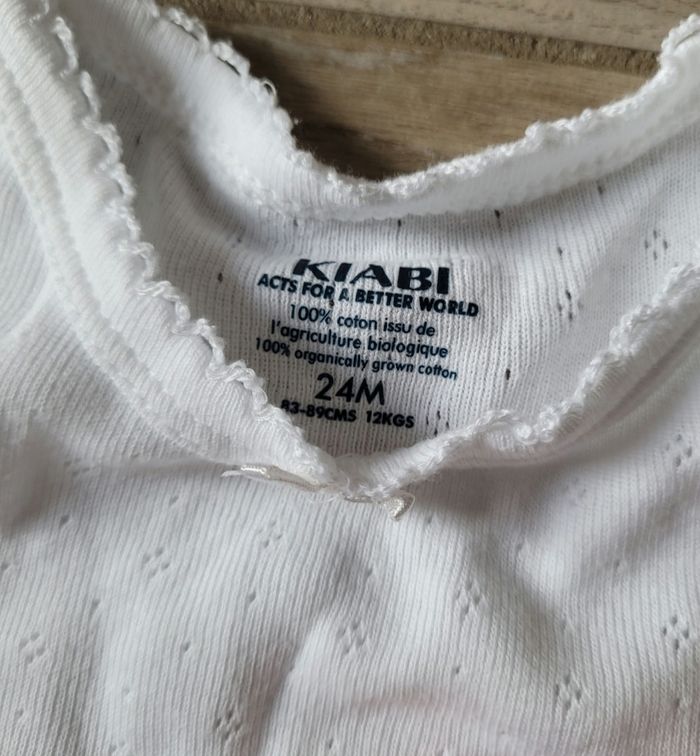 KIABI
ACTS FOR A BETTER WORLD
100% coton issu de
l'agriculture biologique
100% organically grown cotton
24M
83-89CMS 12KGS